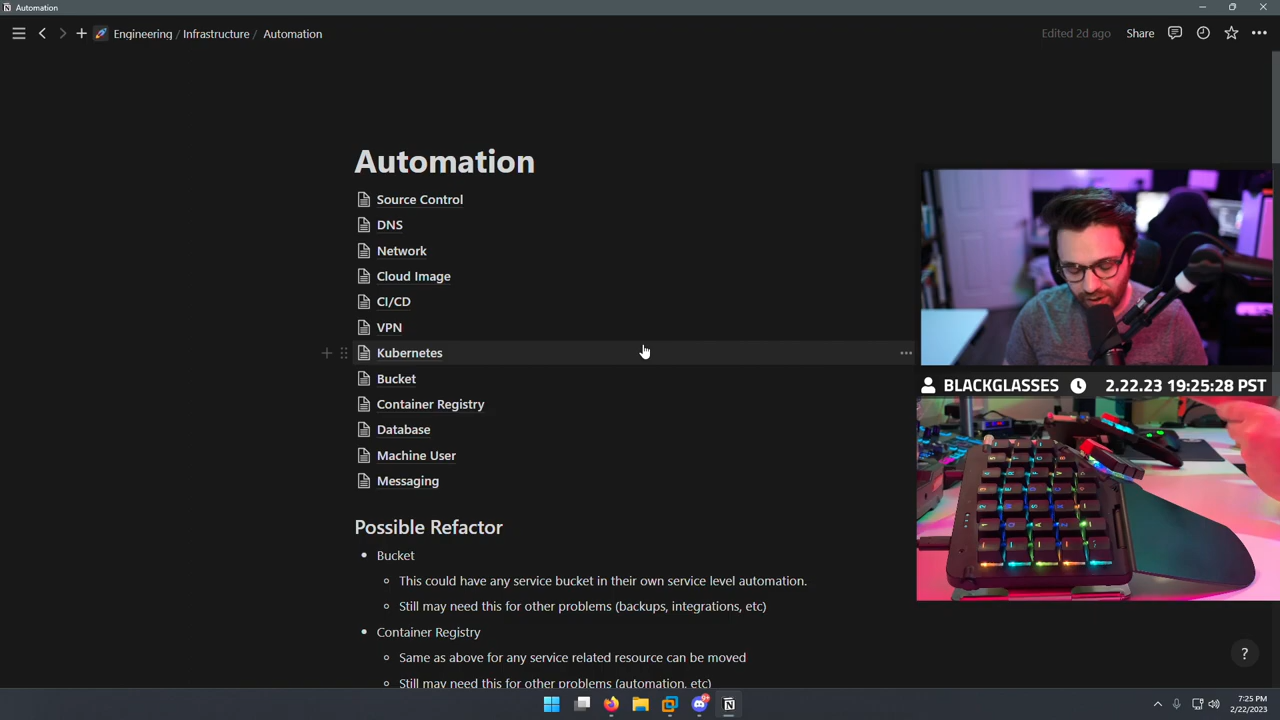 Automation
Engineering / Infrastructure / Automation
Edited 2d ago
Share
Automation
Source Control
DNS
Network
Cloud Image
CI/CD
VPN
Kubernetes
Bucket
Container Registry
Database
Machine User
Messaging
BLACKGLASSES 2.22.23 19:25:28 PST
Possible Refactor
Bucket
This could have any service bucket in their own service level automation.
Still may need this for other problems (backups, integrations, etc)
Container Registry
Same as above for any service related resource can be moved
Still may need this for other problems (automation, etc)
?
7:25 PM
2/22/2023